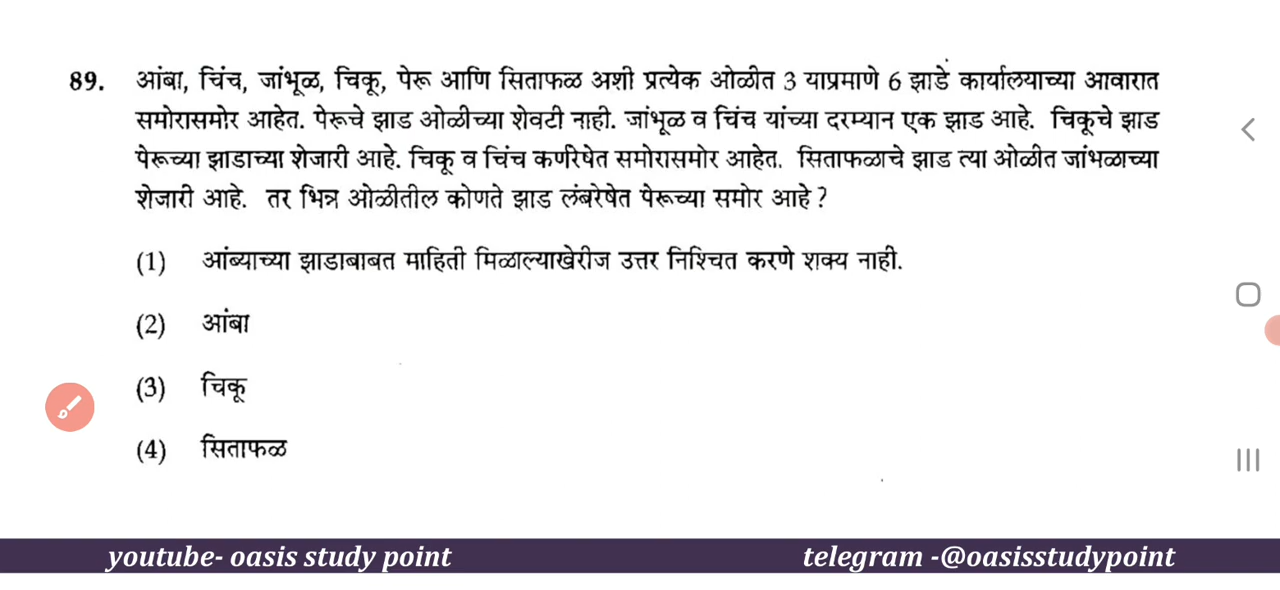 89. आंबा, चिंच, जांभूळ, चिकू, पेरू आणि सिताफळ अशी प्रत्येक ओळीत 3 याप्रमाणे 6 झाडे कार्यालयाच्या आवारात
समोरासमोर आहेत. पेरूचे झाड ओळीच्या शेवटी नाही. जांभूळ व चिंच यांच्या दरम्यान एक झाड आहे. चिकूचे झाड
पेरूच्या झाडाच्या शेजारी आहे. चिकू व चिंच कर्णरेषेत समोरासमोर आहेत. सिताफळाचे झाड त्या ओळीत जांभळाच्या
शेजारी आहे. तर भिन्न ओळीतील कोणते झाड लंबरेषेत पेरूच्या समोर आहे ?
(1) आंब्याच्या झाडाबाबत माहिती मिळाल्याखेरीज उत्तर निश्चित करणे शक्य नाही.
(2) आंबा
(3) चिकू
(4) सिताफळ
youtube- oasis study point telegram -@oasisstudypoint